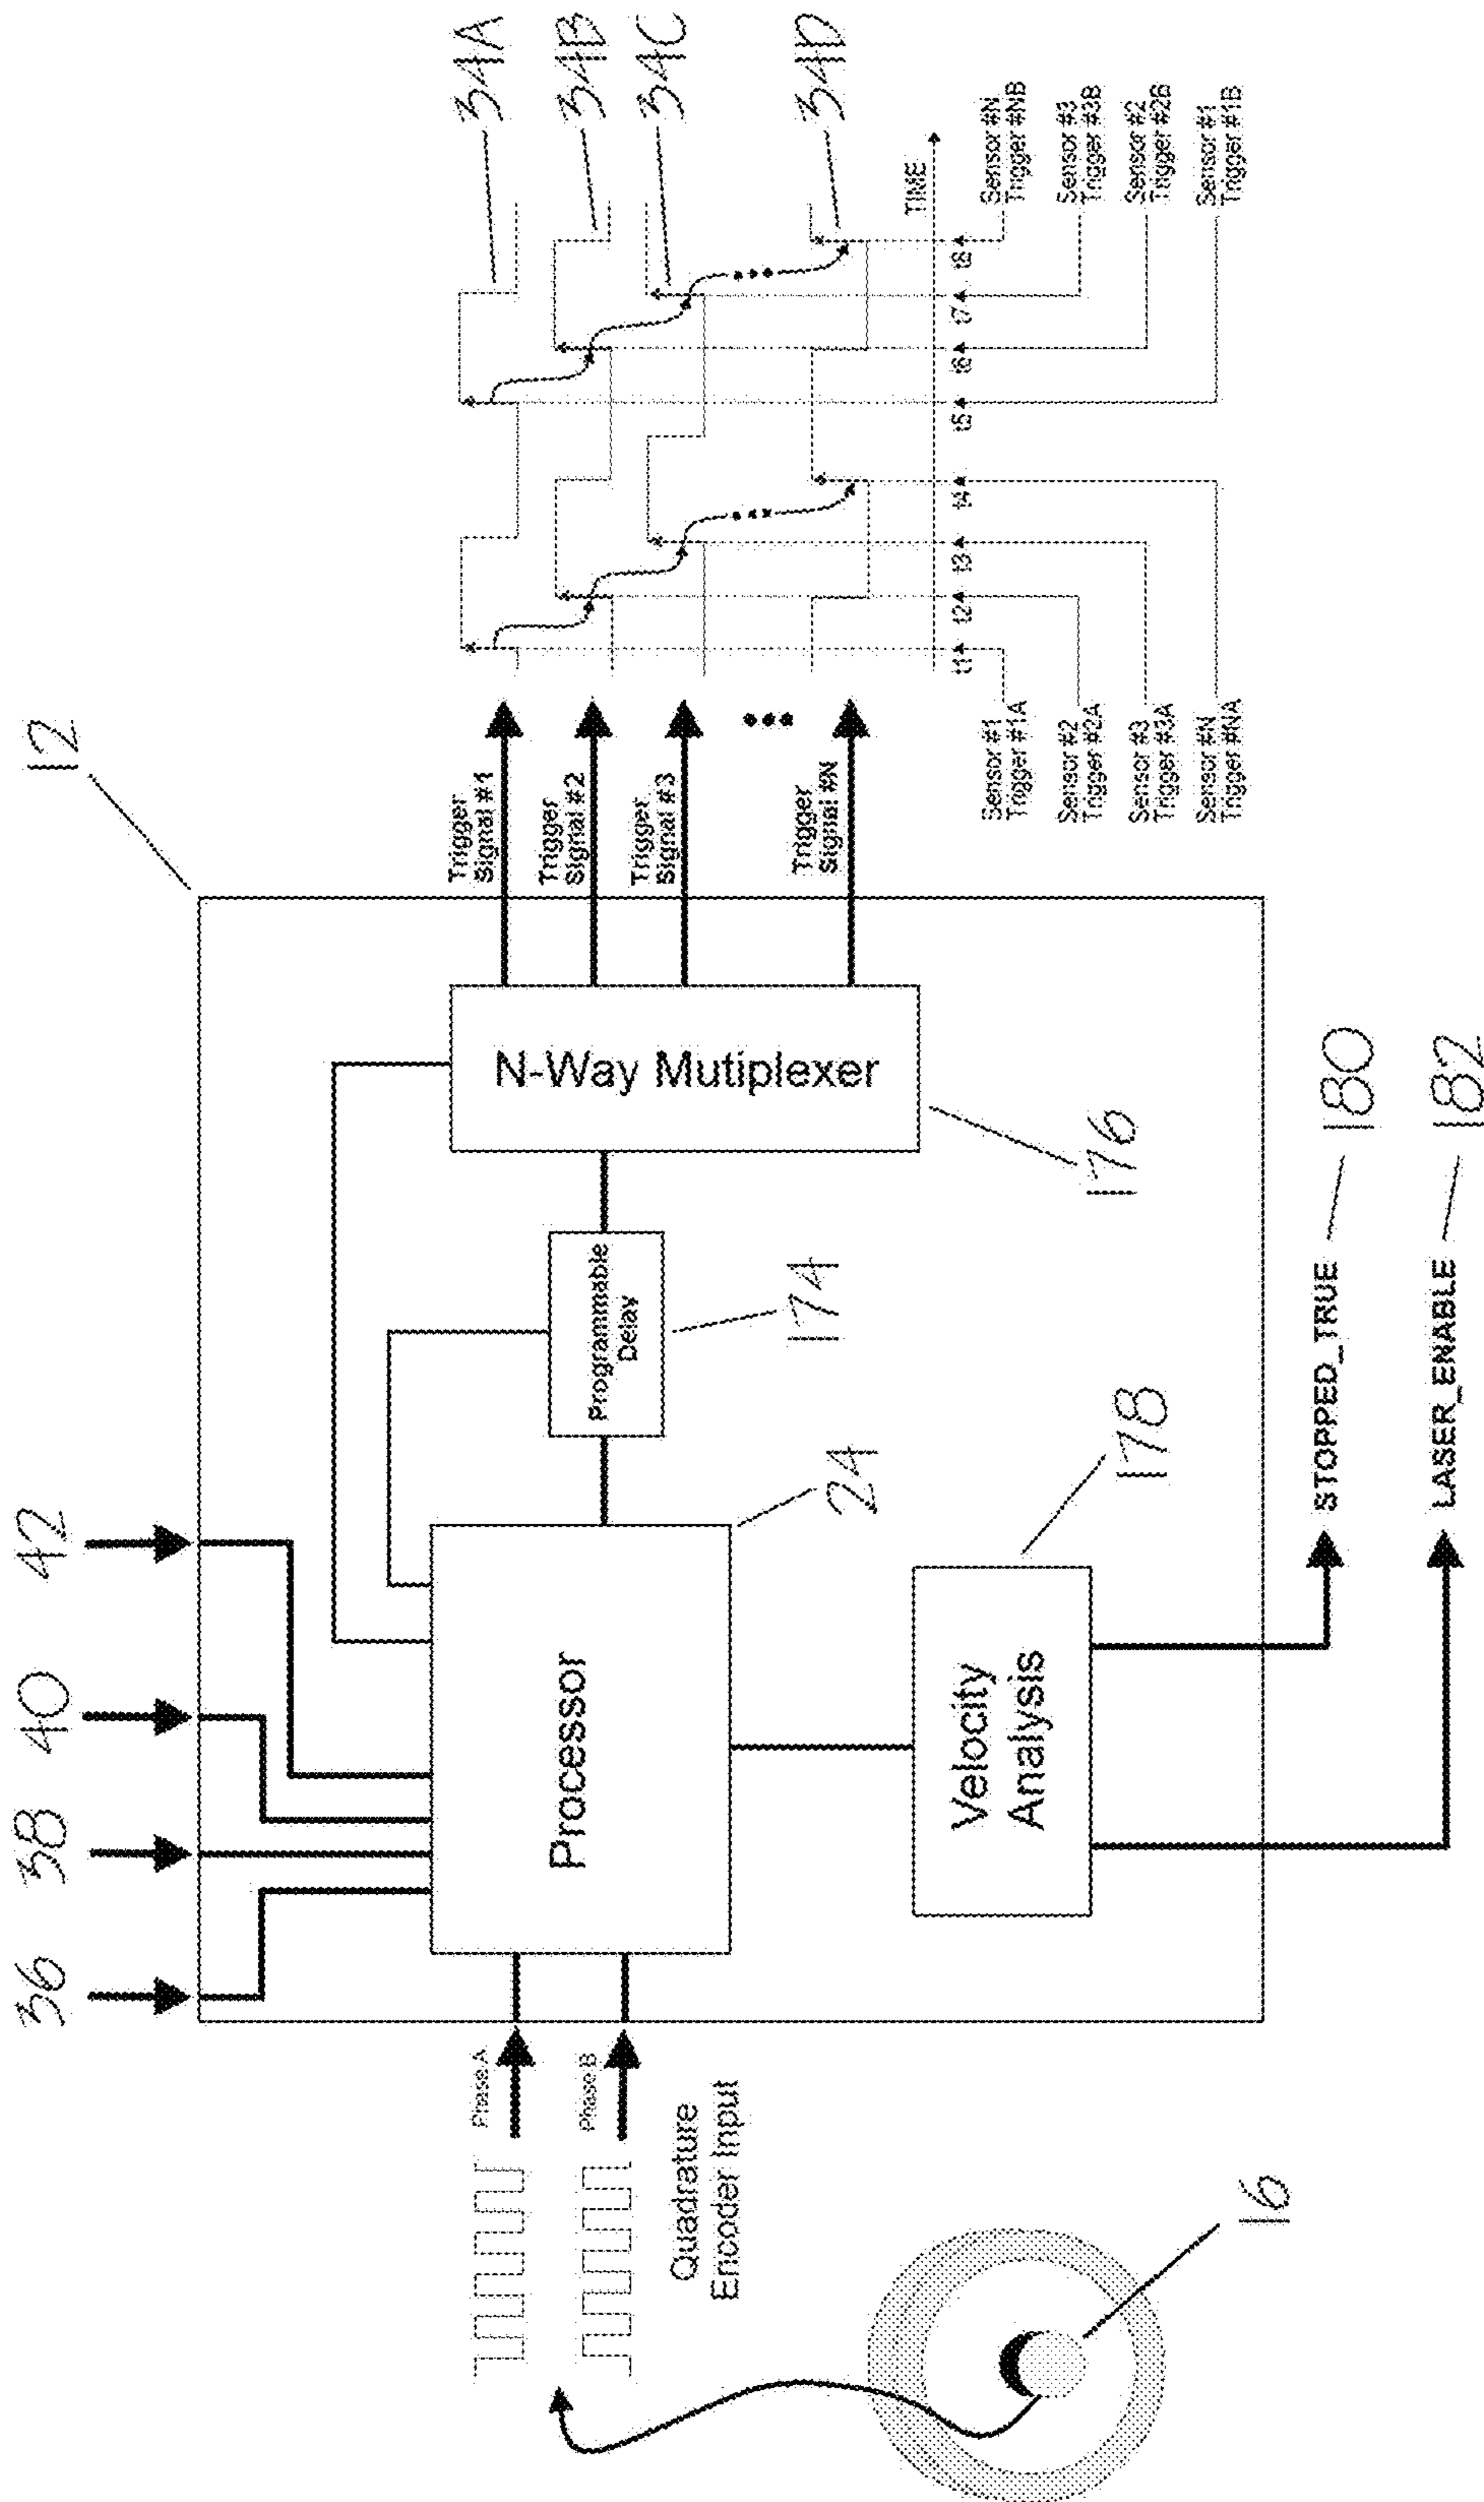 12
36
38
40
42
Phase A
Phase B
Quadrature
Encoder Input
16
Processor
24
Programmable
Delay
174
N-Way Mutiplexer
176
Velocity
Analysis
178
STOPPED_TRUE
180
LASER_ENABLE
182
Trigger
Signal #1
Trigger
Signal #2
Trigger
Signal #3
Trigger
Signal #N
34A
34B
34C
34D
TIME
t1 t2 t3 t4 t5 t6 t7 t8
Sensor #1
Trigger #1A
Sensor #2
Trigger #2A
Sensor #3
Trigger #3A
Sensor #N
Trigger #NA
Sensor #N
Trigger #NB
Sensor #3
Trigger #3B
Sensor #2
Trigger #2B
Sensor #1
Trigger #1B